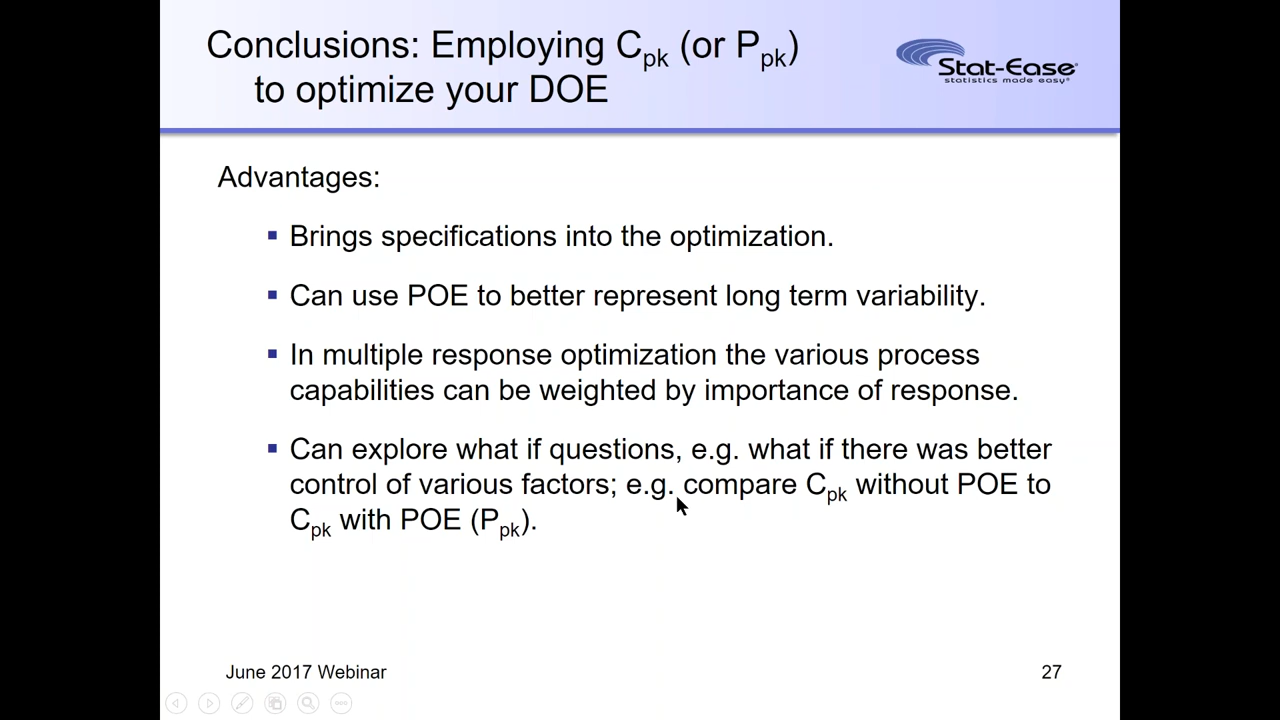 Conclusions: Employing Cpk (or Ppk)
to optimize your DOE
Stat-Ease®
statistics made easy®
Advantages:
▪ Brings specifications into the optimization.
▪ Can use POE to better represent long term variability.
▪ In multiple response optimization the various process
capabilities can be weighted by importance of response.
▪ Can explore what if questions, e.g. what if there was better
control of various factors; e.g. compare Cpk without POE to
Cpk with POE (Ppk).
June 2017 Webinar
27